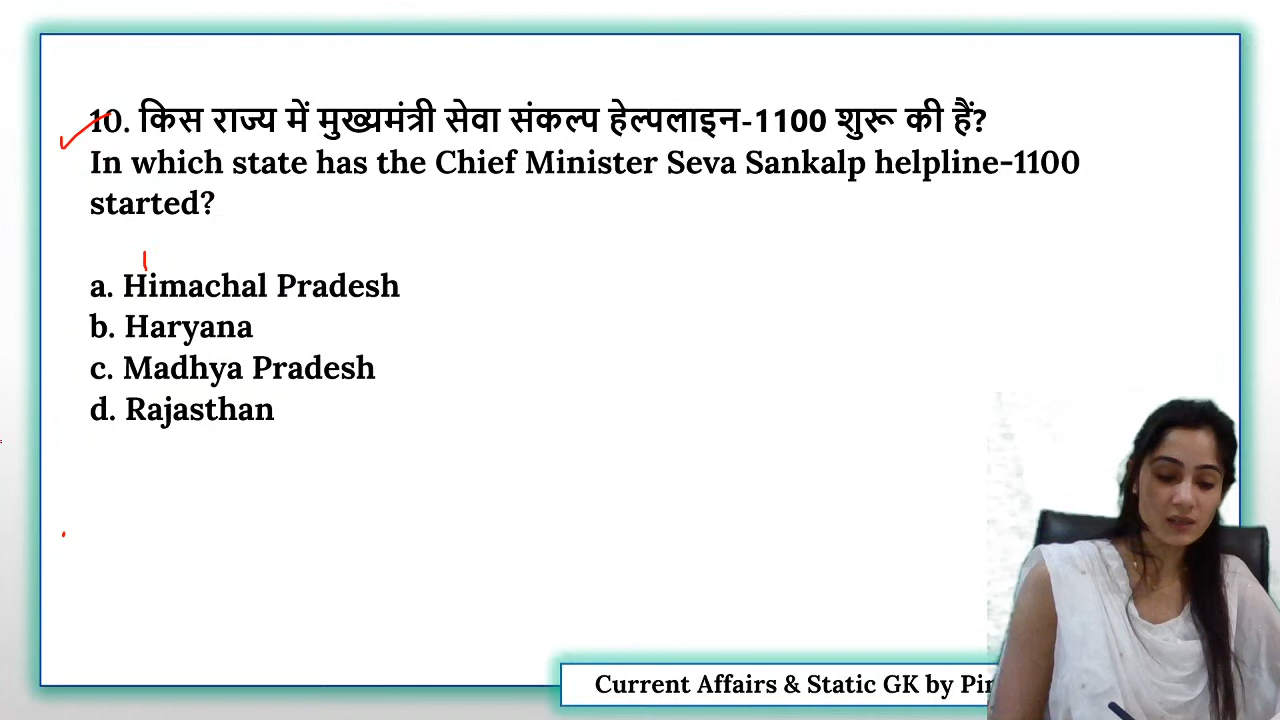 10. किस राज्य में मुख्यमंत्री सेवा संकल्प हेल्पलाइन-1100 शुरू की हैं?
In which state has the Chief Minister Seva Sankalp helpline-1100
started?
a. Himachal Pradesh
b. Haryana
c. Madhya Pradesh
d. Rajasthan
Current Affairs & Static GK by